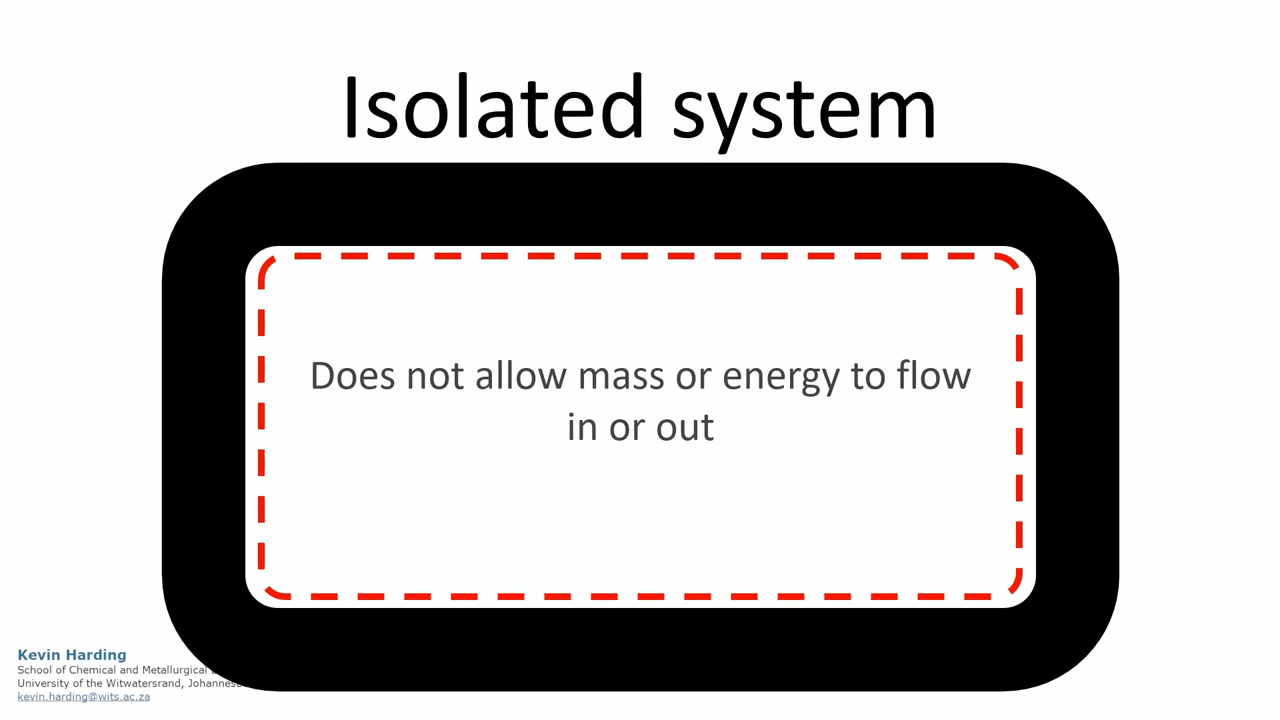 Isolated system
Does not allow mass or energy to flow
in or out
Kevin Harding
School of Chemical and Metallurgical
University of the Witwatersrand,
kevin.harding@wits.ac.za